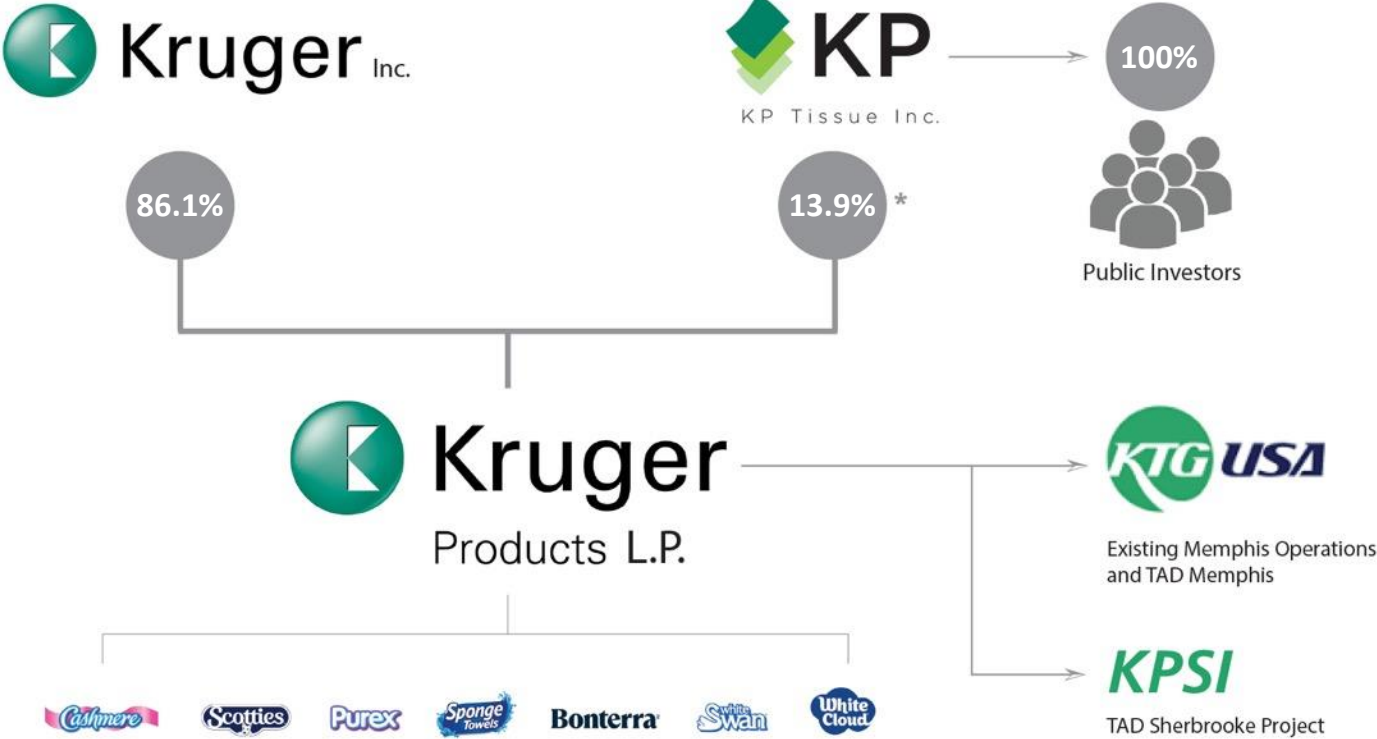 Kruger Inc.
KP
KP Tissue Inc.
100%
86.1%
13.9% *
Public Investors
Kruger
Products L.P.
KTG USA
Existing Memphis Operations
and TAD Memphis
KPSI
TAD Sherbrooke Project
Cashmere
Scotties
Purex
Sponge
Towels
Bonterra
White
Swan
White
Cloud